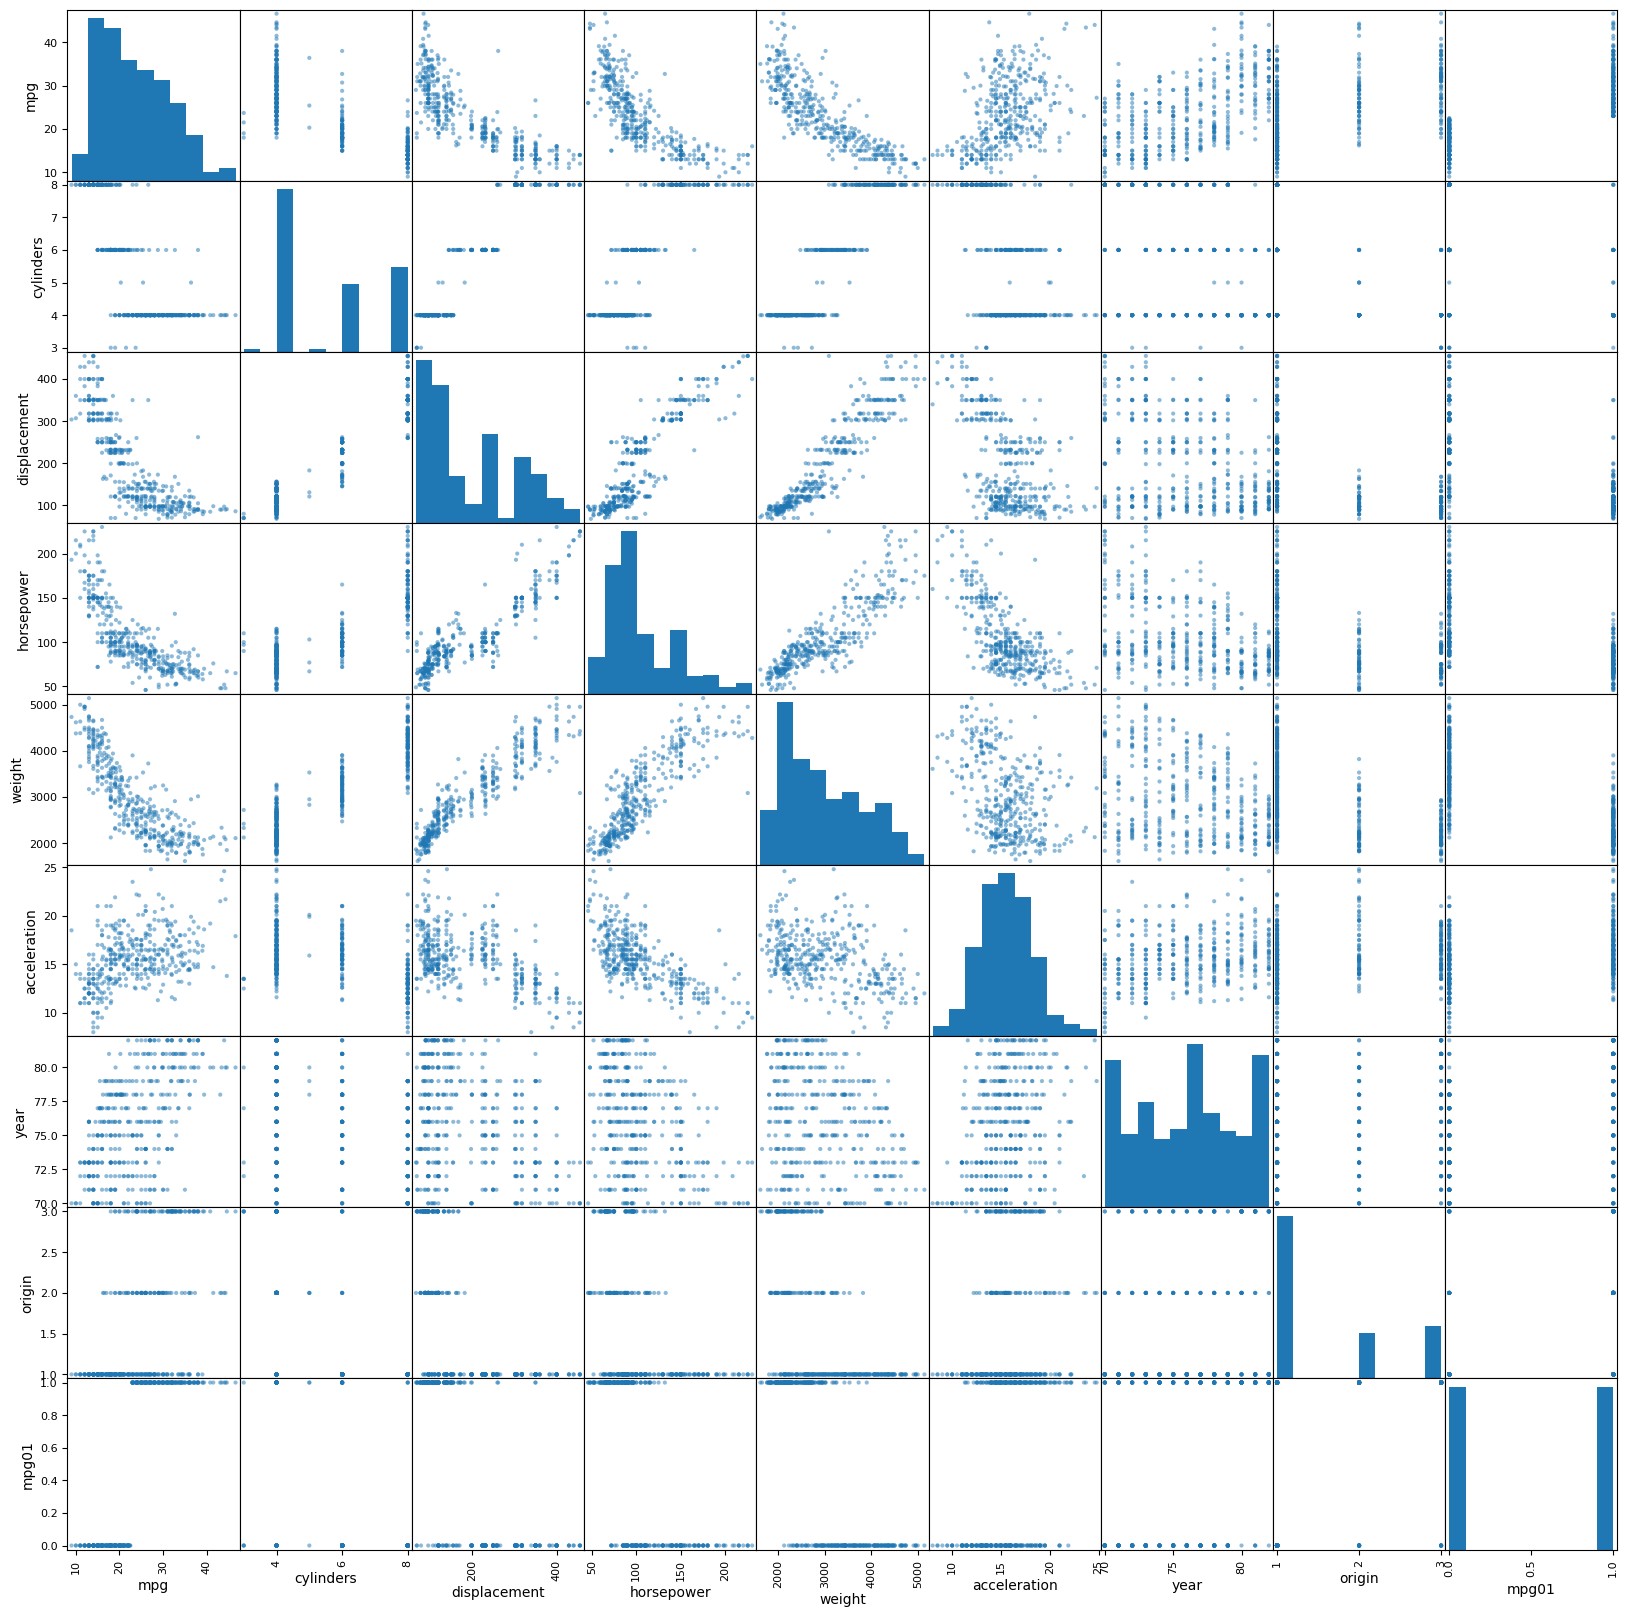 mpg
40
30
20
10
cylinders
8
7
6
5
4
3
displacement
400
300
200
100
horsepower
200
150
100
50
weight
5000
4000
3000
2000
acceleration
25
20
15
10
year
80.0
77.5
75.0
72.5
70.0
origin
3.0
2.5
2.0
1.5
1.0
mpg01
1.0
0.8
0.6
0.4
0.2
0.0
10 20 30 40
4 6 8
200 400
50 100 150 200
2000 3000 4000 5000
10 15 20 25
70 75 80
1 2 3
0.0 0.5 1.0
mpg cylinders displacement horsepower weight acceleration year origin mpg01